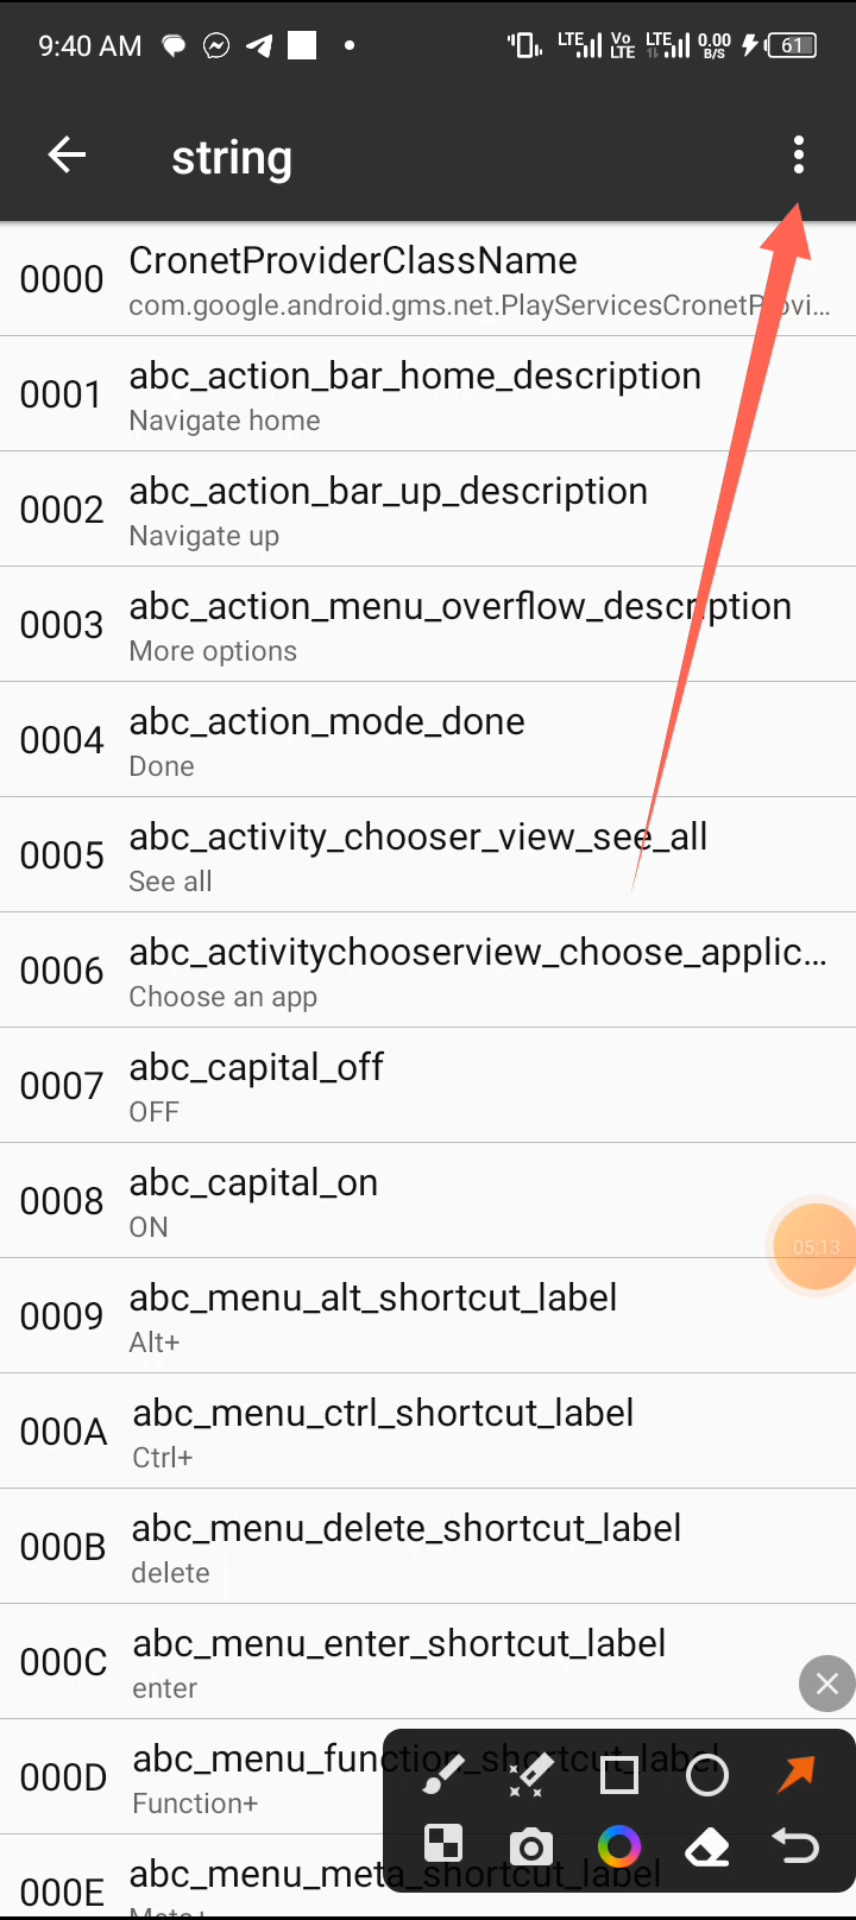 9:40 AM
LTE Vo LTE LTE 0.00 B/S 61
string
0000 CronetProviderClassName
com.google.android.gms.net.PlayServicesCronetProvi...
0001 abc_action_bar_home_description
Navigate home
0002 abc_action_bar_up_description
Navigate up
0003 abc_action_menu_overflow_description
More options
0004 abc_action_mode_done
Done
0005 abc_activity_chooser_view_see_all
See all
0006 abc_activitychooserview_choose_applic...
Choose an app
0007 abc_capital_off
OFF
0008 abc_capital_on
ON
05:13
0009 abc_menu_alt_shortcut_label
Alt+
000A abc_menu_ctrl_shortcut_label
Ctrl+
000B abc_menu_delete_shortcut_label
delete
000C abc_menu_enter_shortcut_label
enter
000D abc_menu_function_shortcut_label
Function+
000E abc_menu_meta_shortcut_label
Meta+